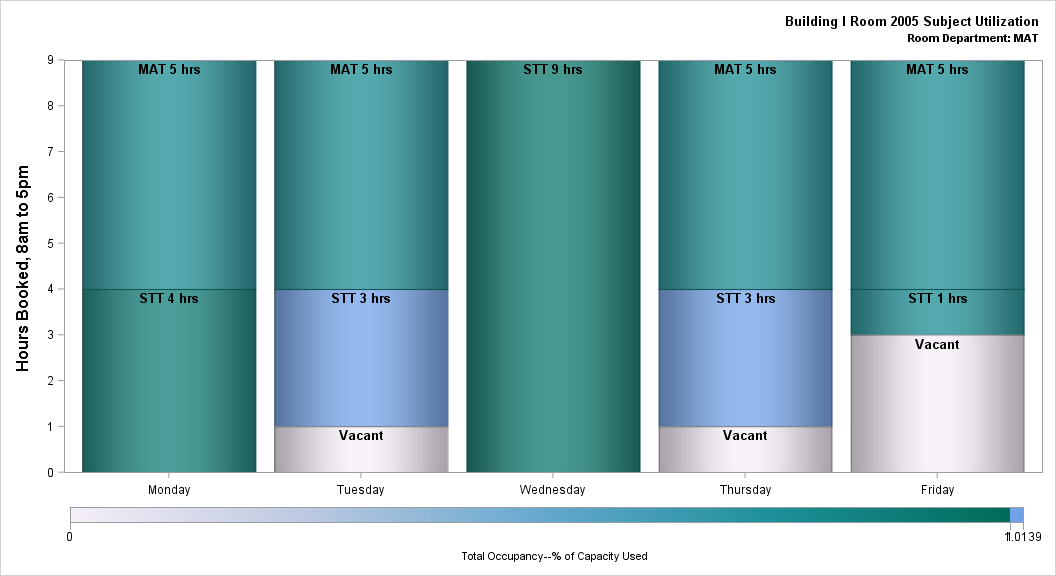 Building I Room 2005 Subject Utilization
Room Department: MAT
Hours Booked, 8am to 5pm
9
8
7
6
5
4
3
2
1
0
MAT 5 hrs
MAT 5 hrs
STT 9 hrs
MAT 5 hrs
MAT 5 hrs
STT 4 hrs
STT 3 hrs
STT 3 hrs
STT 1 hrs
Vacant
Vacant
Vacant
Monday
Tuesday
Wednesday
Thursday
Friday
0
1
1.0139
Total Occupancy--% of Capacity Used